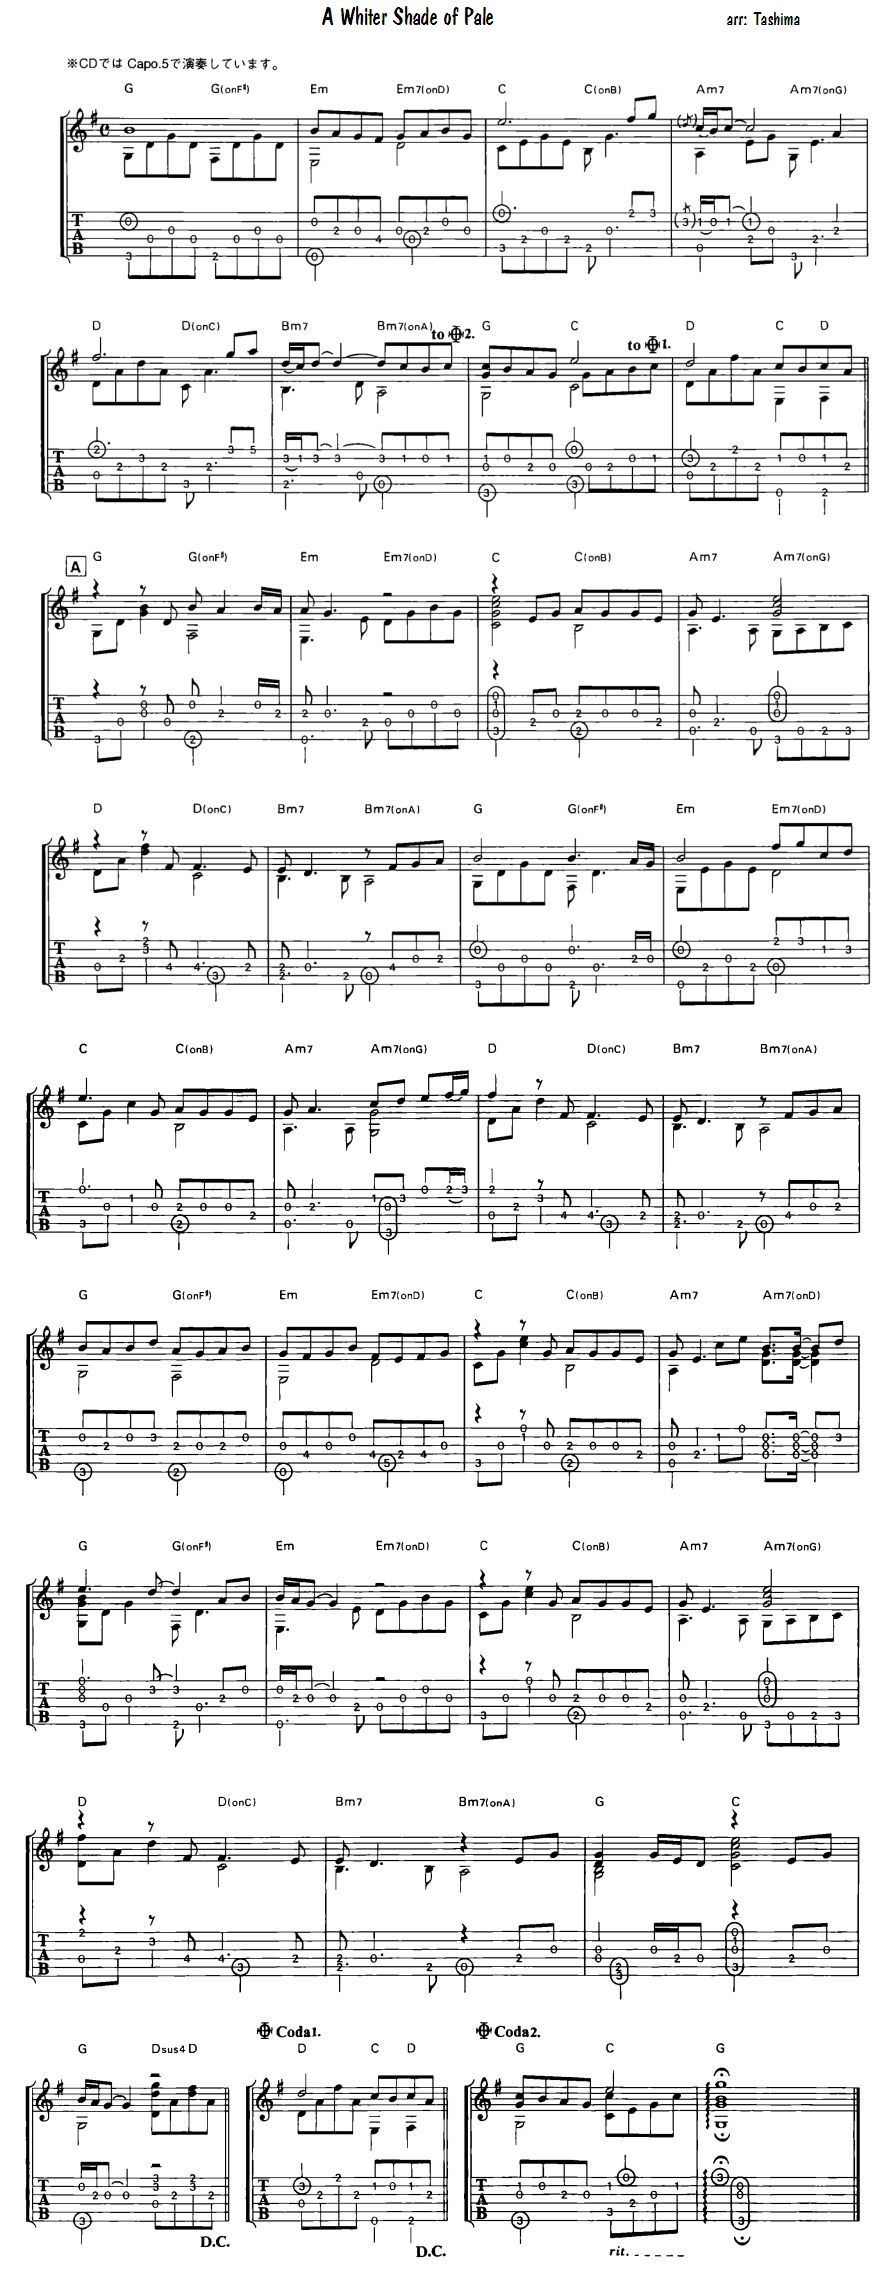 A Whiter Shade of Pale
arr: Tashima
※CDでは Capo.5で演奏しています。
G G(onF#) Em Em7(onD) C C(onB) Am7 Am7(onG)
D D(onC) Bm7 Bm7(onA) to 2. G C to 1. D C D
A G G(onF#) Em Em7(onD) C C(onB) Am7 Am7(onG)
D D(onC) Bm7 Bm7(onA) G G(onF#) Em Em7(onD)
C C(onB) Am7 Am7(onG) D D(onC) Bm7 Bm7(onA)
G G(onF#) Em Em7(onD) C C(onB) Am7 Am7(onD)
G G(onF#) Em Em7(onD) C C(onB) Am7 Am7(onG)
D D(onC) Bm7 Bm7(onA) G C
Coda1. Coda2.
G Dsus4 D D C D G C G
D.C. D.C. rit.